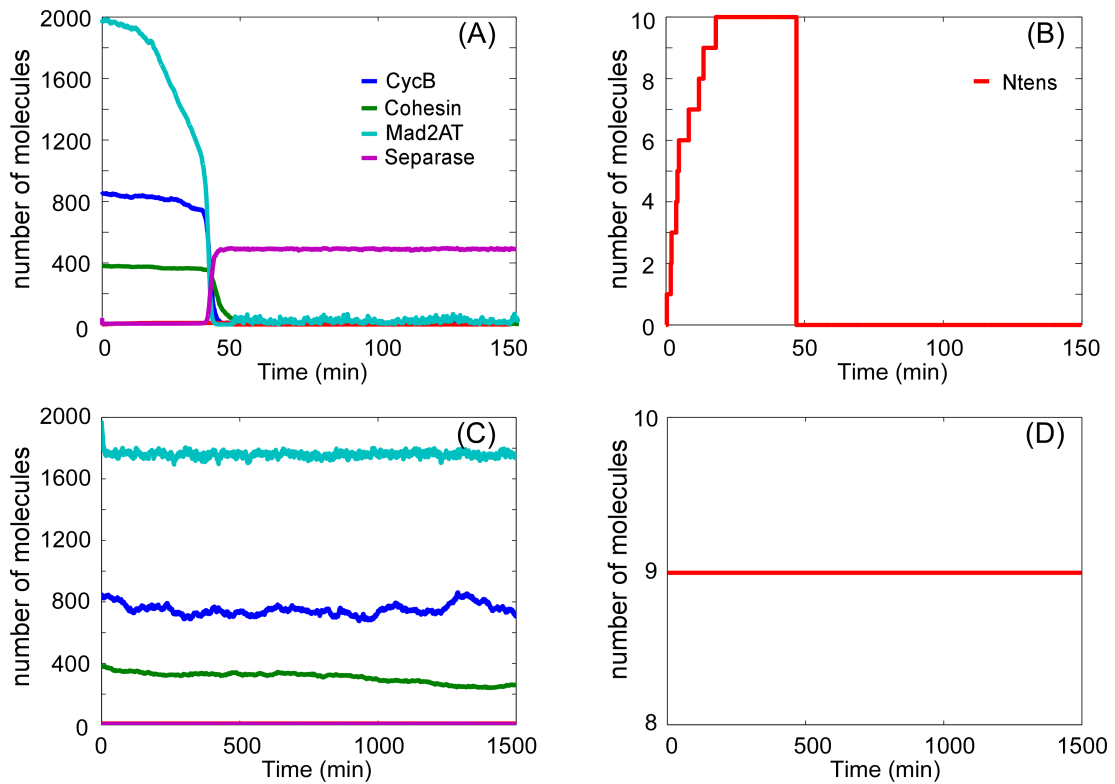 (A)
number of molecules
2000
1600
1200
800
400
0
CycB
Cohesin
Mad2AT
Separase
0
50
100
150
Time (min)
(B)
number of molecules
10
8
6
4
2
0
Ntens
0
50
100
150
Time (min)
(C)
number of molecules
2000
1600
1200
800
400
0
0
500
1000
1500
Time (min)
(D)
number of molecules
10
9
8
0
500
1000
1500
Time (min)